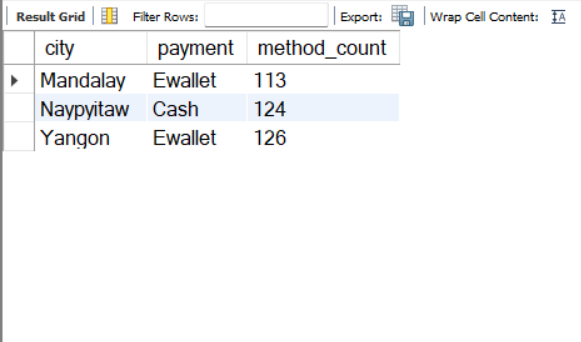 Result Grid Filter Rows: Export: Wrap Cell Content: IA
city payment method_count
Mandalay Ewallet 113
Naypyitaw Cash 124
Yangon Ewallet 126